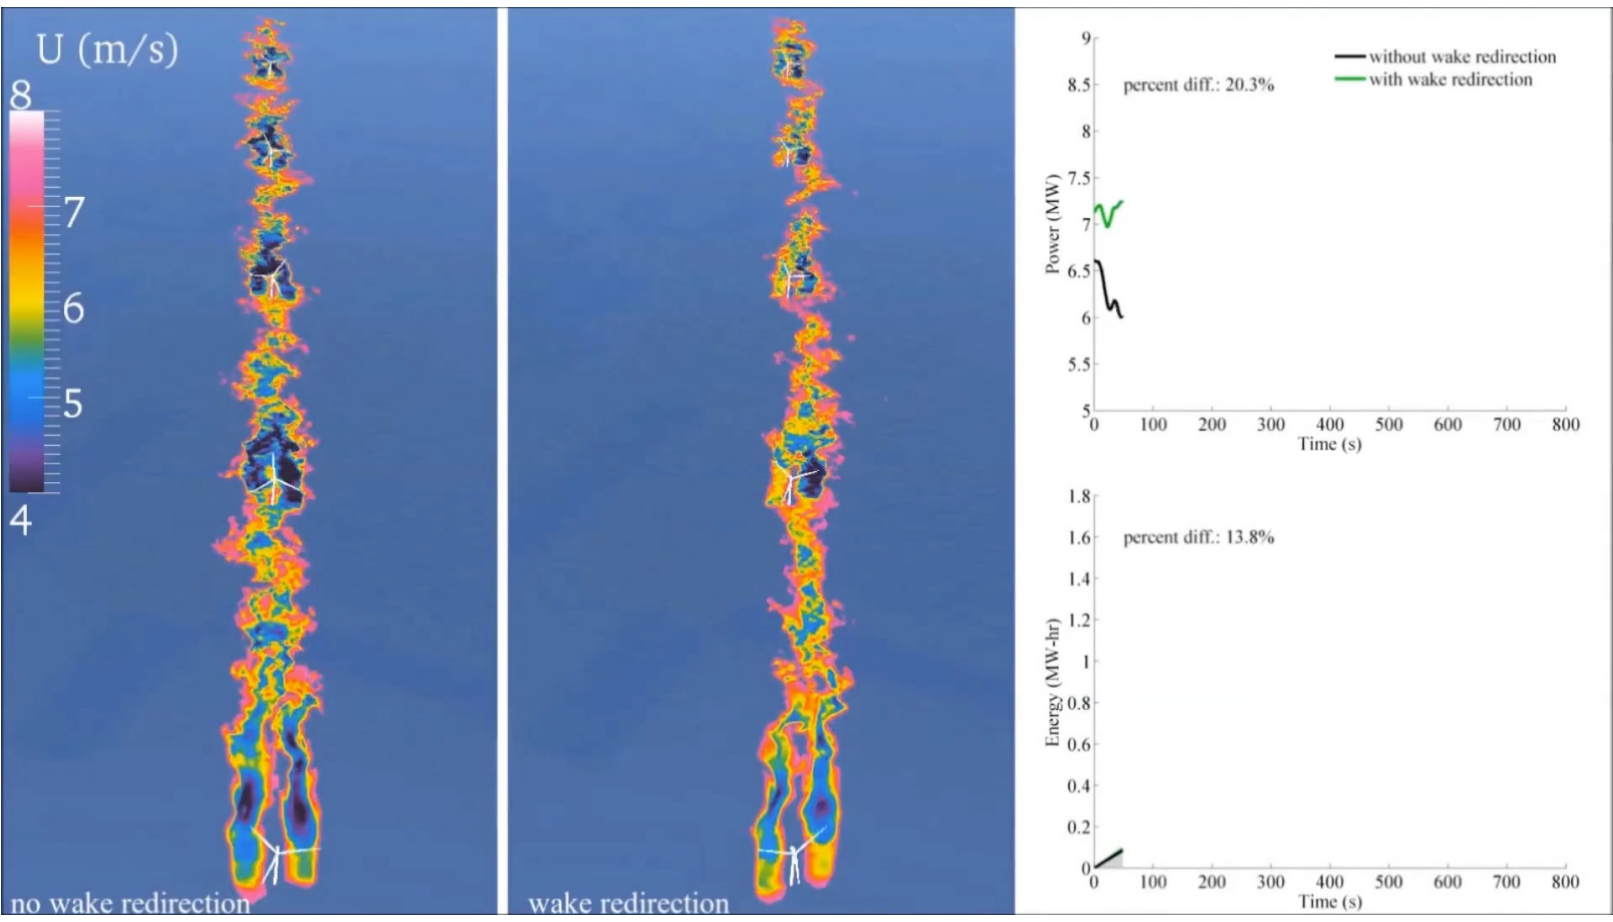 U (m/s)
8
7
6
5
4
no wake redirection
wake redirection
9
8.5
8
7.5
7
6.5
6
5.5
5
Power (MW)
percent diff.: 20.3%
without wake redirection
with wake redirection
0 100 200 300 400 500 600 700 800
Time (s)
1.8
1.6
1.4
1.2
1
0.8
0.6
0.4
0.2
0
Energy (MW-hr)
percent diff.: 13.8%
0 100 200 300 400 500 600 700 800
Time (s)